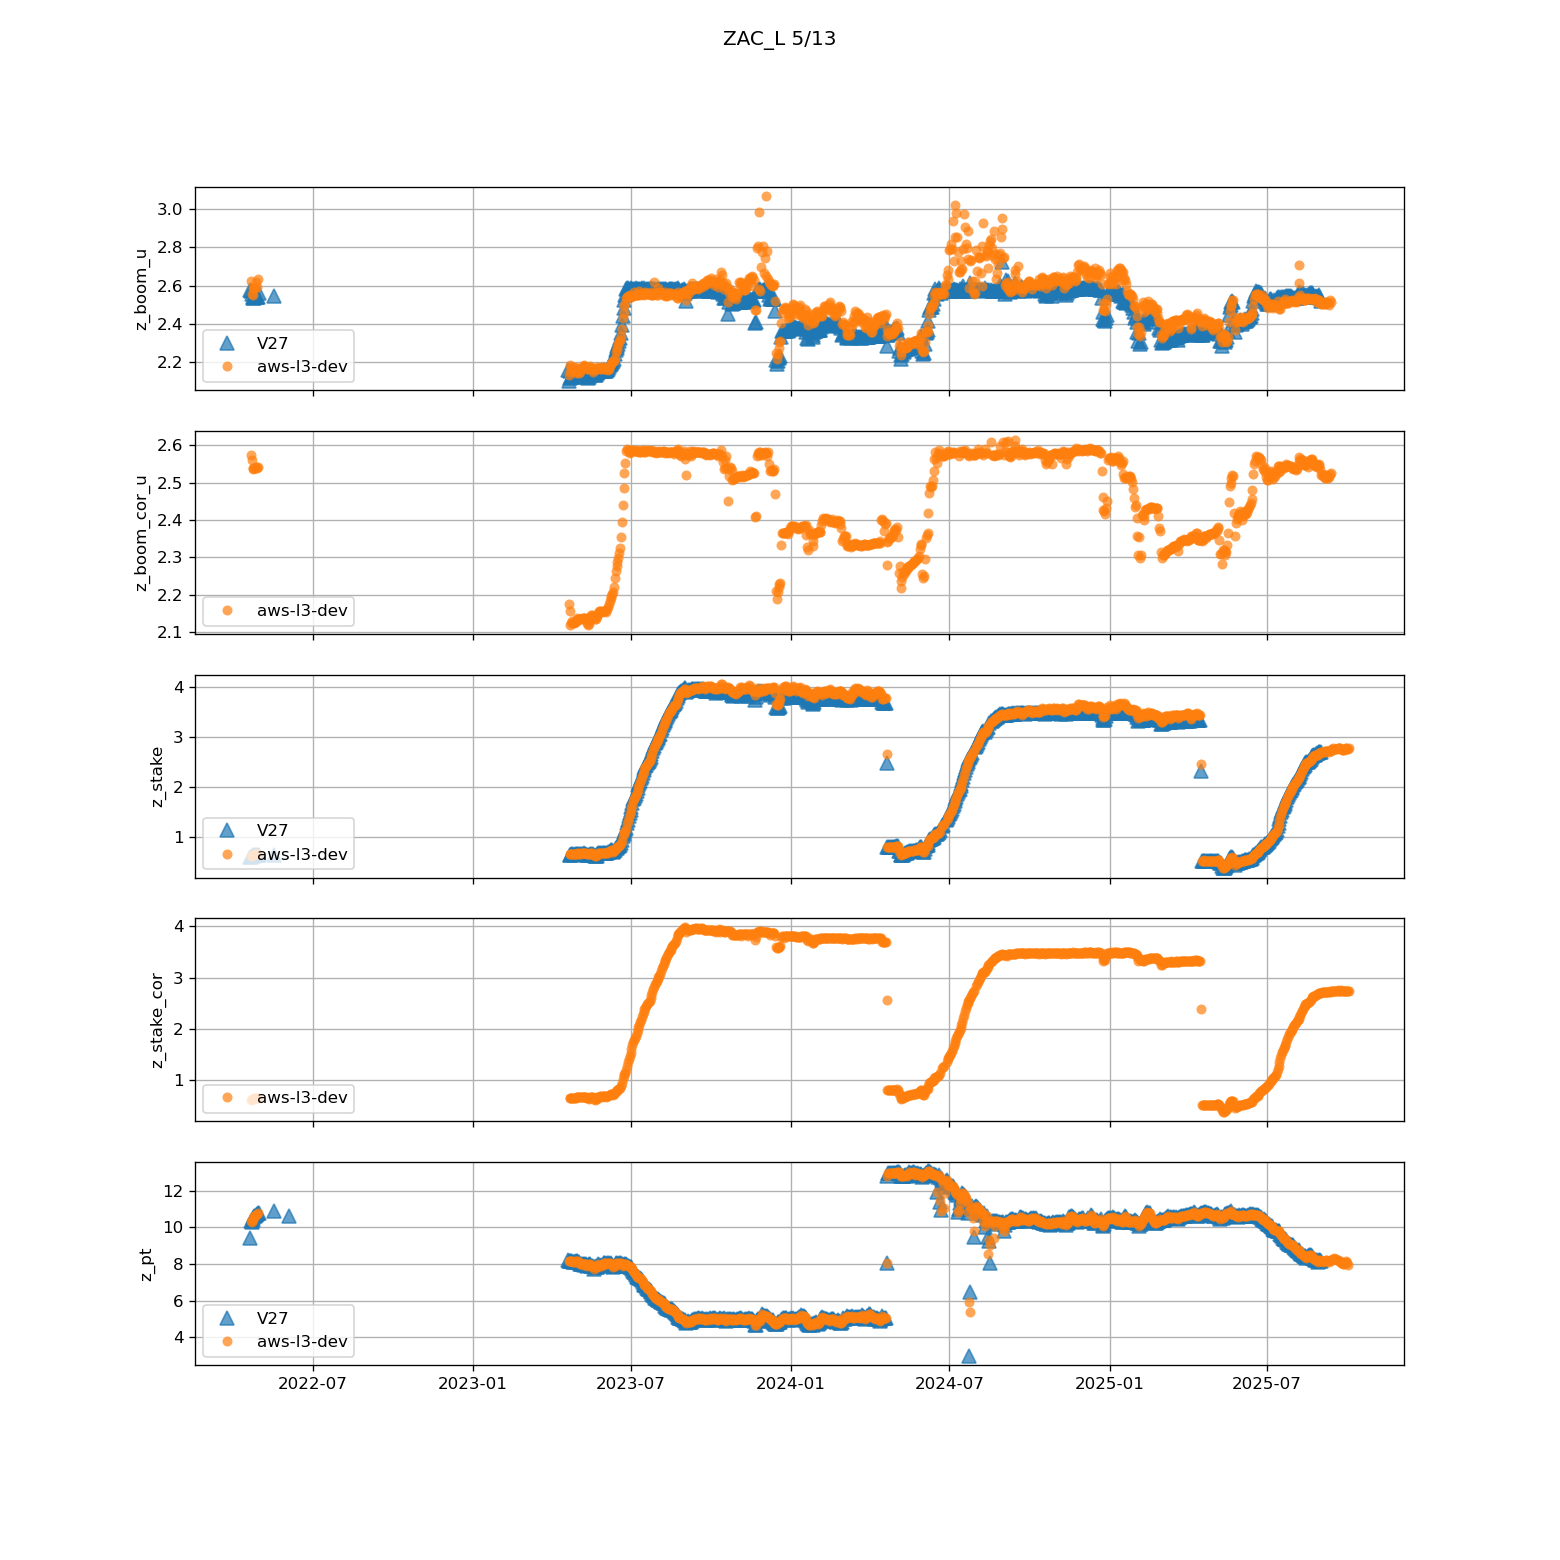 ZAC_L 5/13
z_boom_u
3.0
2.8
2.6
2.4
2.2
V27
aws-l3-dev
z_boom_cor_u
2.6
2.5
2.4
2.3
2.2
2.1
aws-l3-dev
z_stake
4
3
2
1
V27
aws-l3-dev
z_stake_cor
4
3
2
1
aws-l3-dev
z_pt
12
10
8
6
4
V27
aws-l3-dev
2022-07 2023-01 2023-07 2024-01 2024-07 2025-01 2025-07